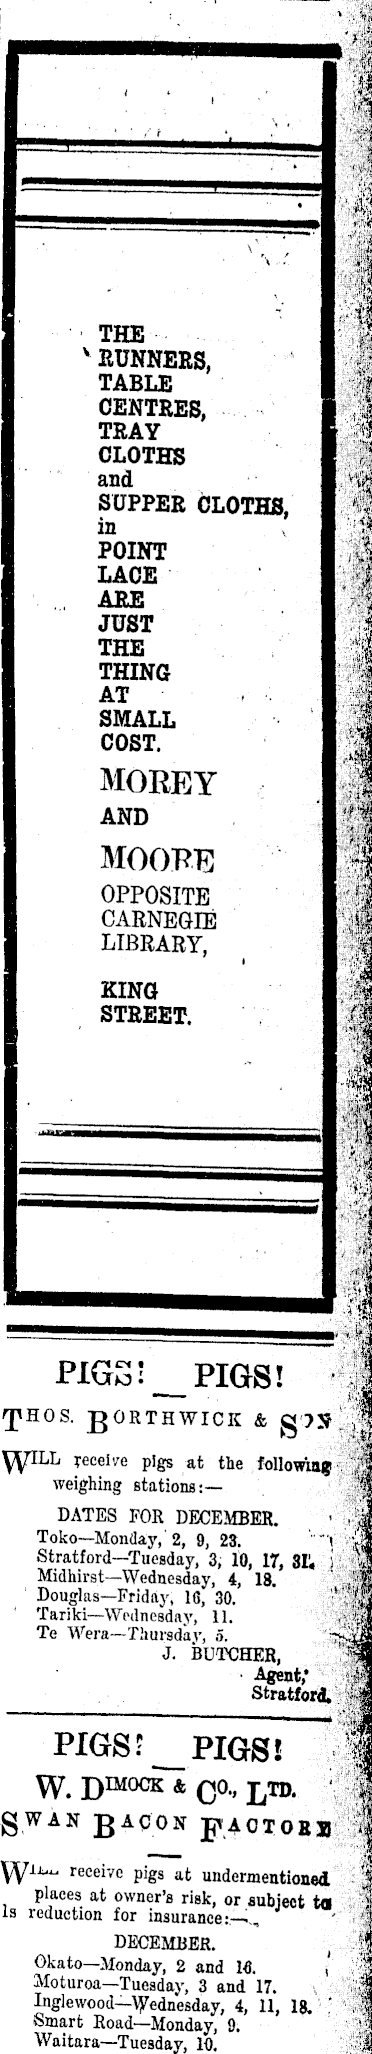 THE
RUNNERS,
TABLE
CENTRES,
TRAY
CLOTHS
and
SUPPER CLOTHS,
in
POINT
LACE
ARE
JUST
THE
THING
AT
SMALL
COST.
MOREY
AND
MOORE
OPPOSITE
CARNEGIE
LIBRARY,
KING
STREET.
PIGS! PIGS!
THOS. BORTHWICK & SON
WILL receive pigs at the following
weighing stations:—
DATES FOR DECEMBER.
Toko—Monday, 2, 9, 23.
Stratford—Tuesday, 3, 10, 17, 31.
Midhirst—Wednesday, 4, 18.
Douglas—Friday, 16, 30.
Tariki—Wednesday, 11.
Te Wera—Thursday, 5.
J. BUTCHER,
Agent,
Stratford.
PIGS! PIGS!
W. DIMOCK & CO., LTD.
SWAN BACON FACTORY
WILL receive pigs at undermentioned
places at owner's risk, or subject to
1s reduction for insurance:—
DECEMBER.
Okato—Monday, 2 and 16.
Moturoa—Tuesday, 3 and 17.
Inglewood—Wednesday, 4, 11, 18.
Smart Road—Monday, 9.
Waitara—Tuesday, 10.